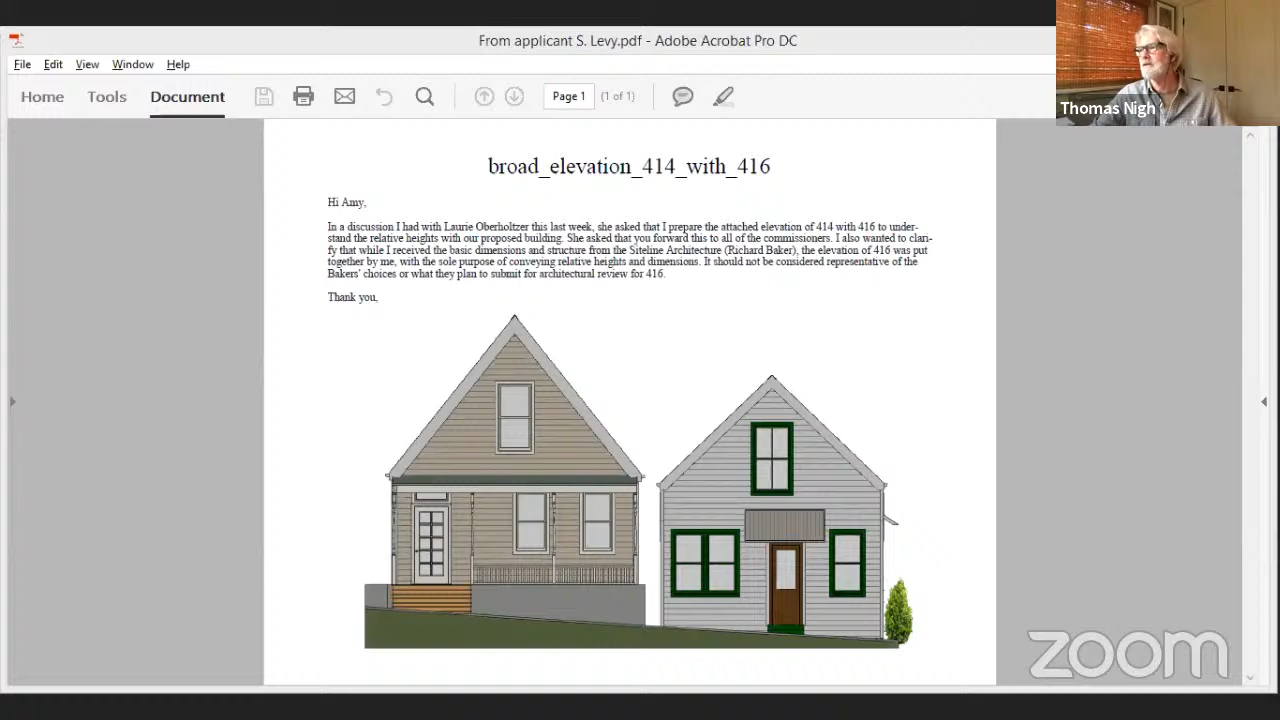 From applicant S. Levy.pdf - Adobe Acrobat Pro DC
File Edit View Window Help
Home Tools Document Page 1 (1 of 1)
Thomas Nigh
broad_elevation_414_with_416
Hi Amy,
In a discussion I had with Laurie Oberholtzer this last week, she asked that I prepare the attached elevation of 414 with 416 to under-
stand the relative heights with our proposed building. She asked that you forward this to all of the commissioners. I also wanted to clari-
fy that while I received the basic dimensions and structure from the Siteline Architecture (Richard Baker), the elevation of 416 was put
together by me, with the sole purpose of conveying relative heights and dimensions. It should not be considered representative of the
Bakers' choices or what they plan to submit for architectural review for 416.
Thank you,
zoom